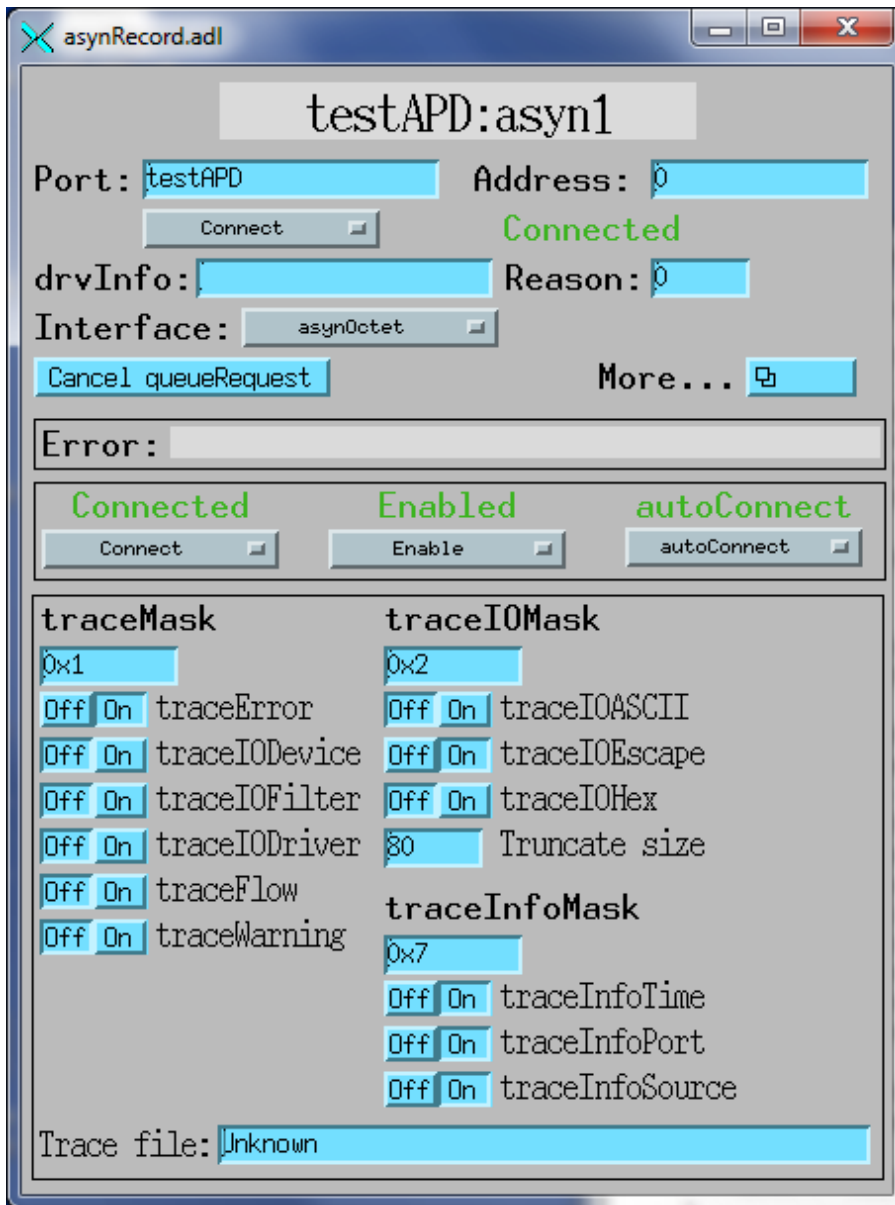 asynRecord.adl
testAPD:asyn1
Port: testAPD Address: 0
Connect Connected
drvInfo: Reason: 0
Interface: asynOctet
Cancel queueRequest More...
Error:
Connected Enabled autoConnect
Connect Enable autoConnect
traceMask traceIOMask
0x1 0x2
Off On traceError Off On traceIOASCII
Off On traceIODevice Off On traceIOEscape
Off On traceIOFilter Off On traceIOHex
Off On traceIODriver 80 Truncate size
Off On traceFlow traceInfoMask
Off On traceWarning 0x7
Off On traceInfoTime
Off On traceInfoPort
Off On traceInfoSource
Trace file: Unknown